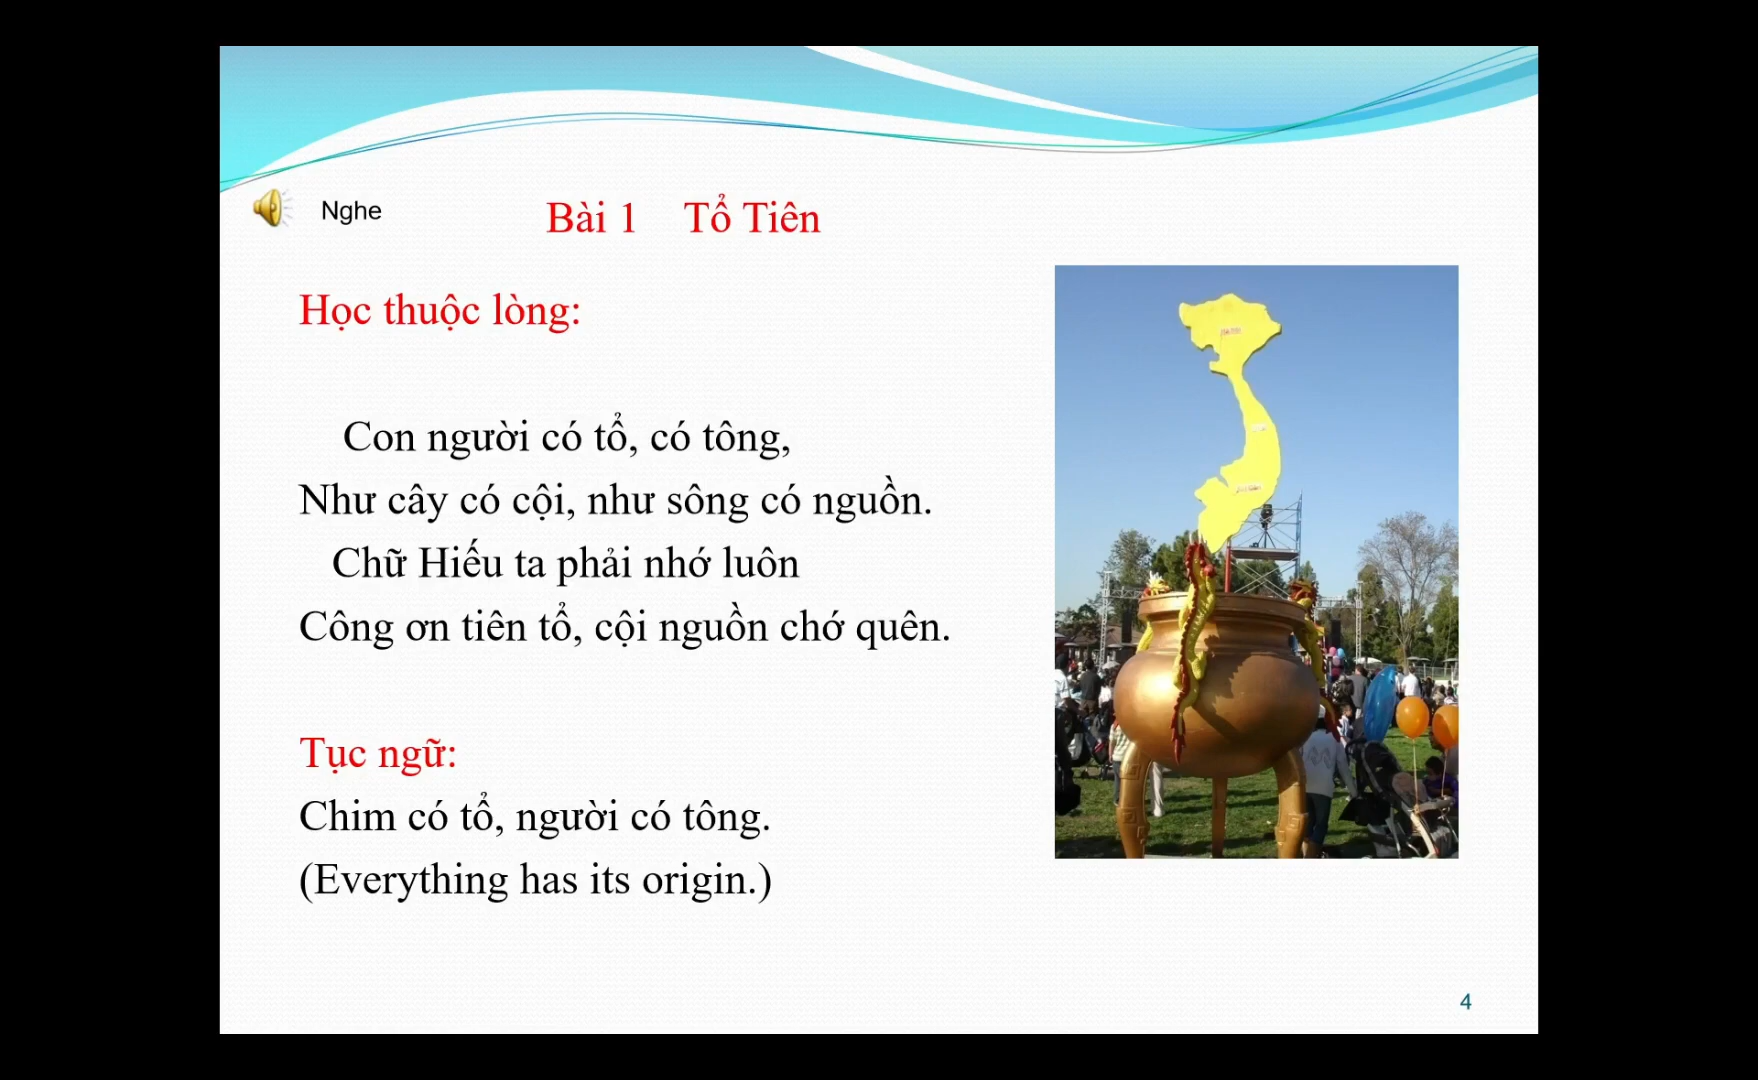 Nghe
Bài 1 Tổ Tiên
Học thuộc lòng:
Con người có tổ, có tông,
Như cây có cội, như sông có nguồn.
Chữ Hiếu ta phải nhớ luôn
Công ơn tiên tổ, cội nguồn chớ quên.
Tục ngữ:
Chim có tổ, người có tông.
(Everything has its origin.)
4